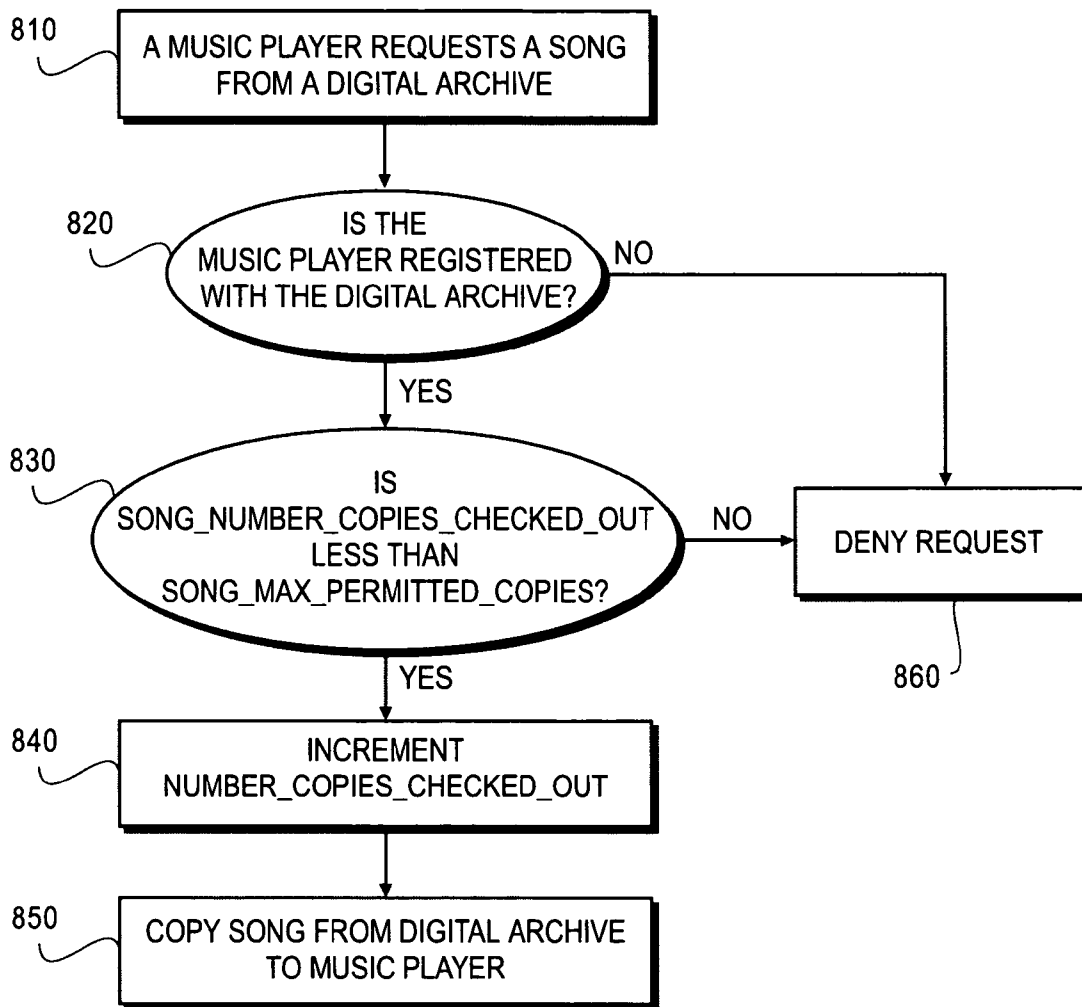 810
A MUSIC PLAYER REQUESTS A SONG
FROM A DIGITAL ARCHIVE
820
IS THE
MUSIC PLAYER REGISTERED
WITH THE DIGITAL ARCHIVE?
NO
YES
830
IS
SONG_NUMBER_COPIES_CHECKED_OUT
LESS THAN
SONG_MAX_PERMITTED_COPIES?
NO
DENY REQUEST
860
YES
840
INCREMENT
NUMBER_COPIES_CHECKED_OUT
850
COPY SONG FROM DIGITAL ARCHIVE
TO MUSIC PLAYER